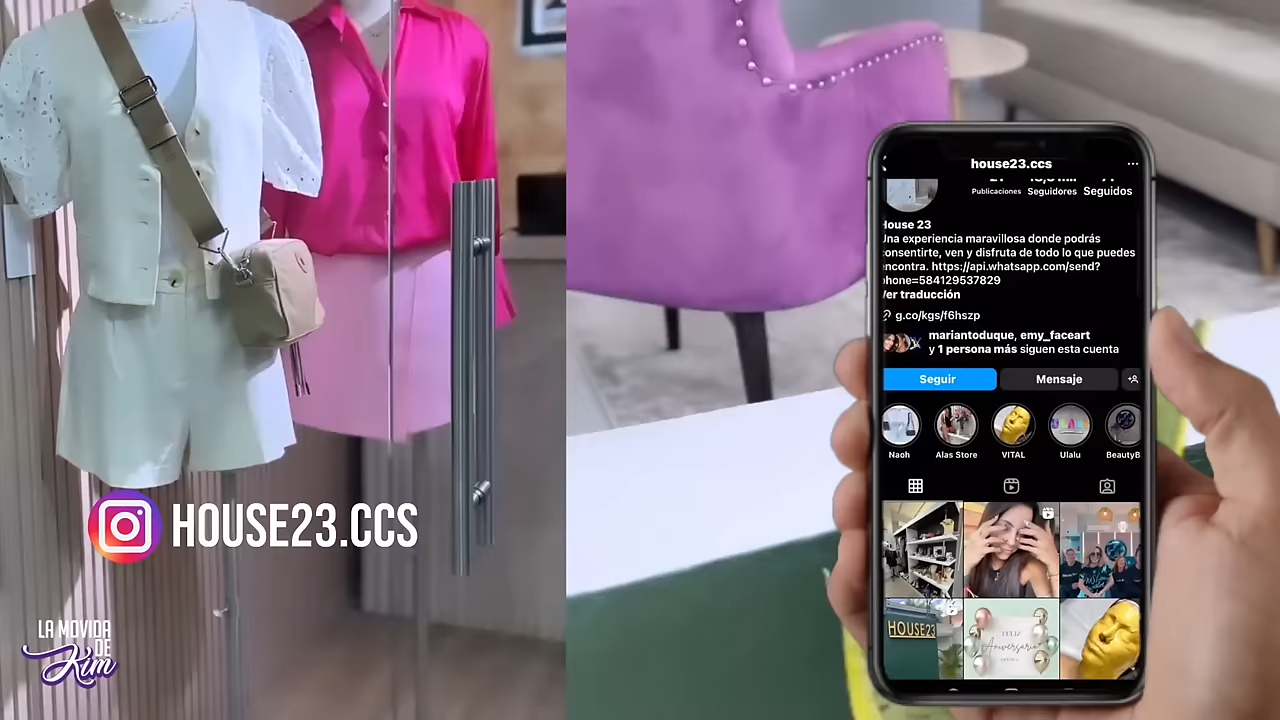 HOUSE23.CCS
LA MOVIDA
DE
Kim
house23.ccs
Publicaciones Seguidores Seguidos
House 23
Una experiencia maravillosa donde podrás
consentirte, ven y disfruta de todo lo que puedes
encontra. https://api.whatsapp.com/send?
phone=584129537829
Ver traducción
g.co/kgs/f6hszp
mariantoduque, emy_faceart
y 1 persona más siguen esta cuenta
Seguir Mensaje
Naoh Alas Store VITAL Ulalu BeautyB
HOUSE23
FELIZ
Aniversario